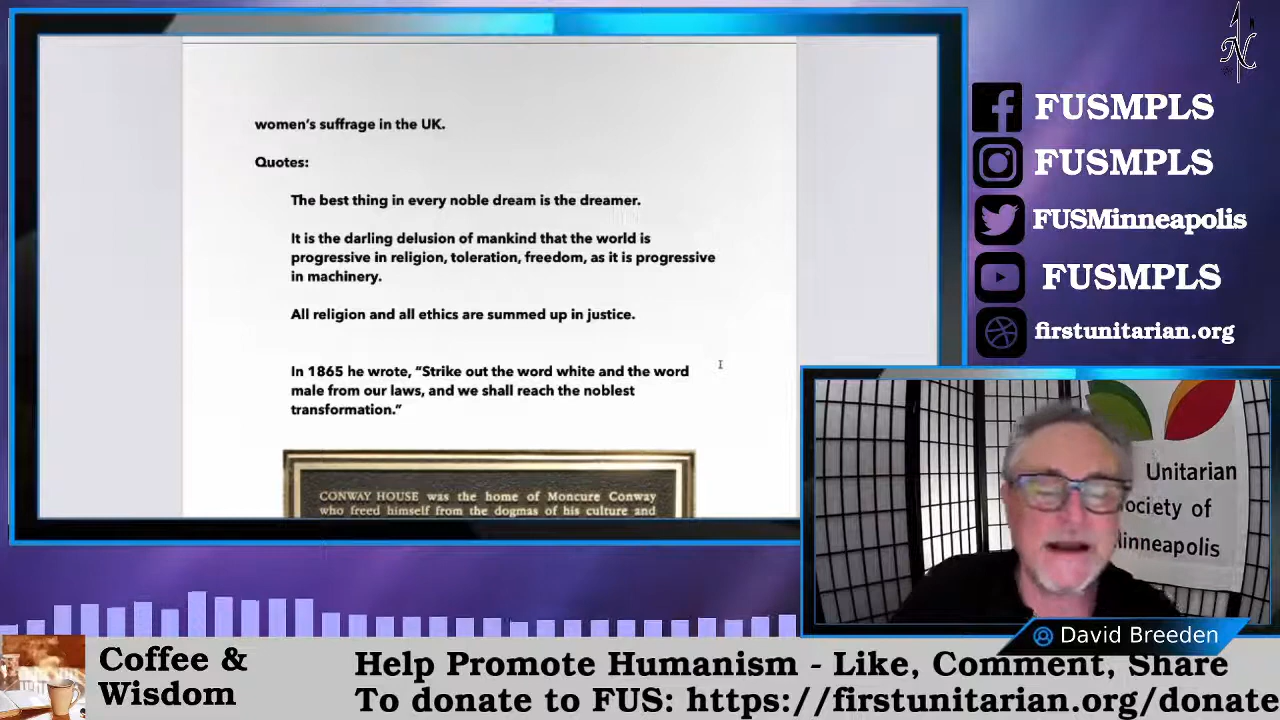 women's suffrage in the UK.
Quotes:
The best thing in every noble dream is the dreamer.
It is the darling delusion of mankind that the world is
progressive in religion, toleration, freedom, as it is progressive
in machinery.
All religion and all ethics are summed up in justice.
In 1865 he wrote, “Strike out the word white and the word
male from our laws, and we shall reach the noblest
transformation.”
CONWAY HOUSE was the home of Moncure Conway
who freed himself from the dogmas of his culture and
FUSMPLS
FUSMPLS
FUSMinneapolis
FUSMPLS
firstunitarian.org
Unitarian
ociety of
inneapolis
David Breeden
Coffee &
Wisdom
Help Promote Humanism - Like, Comment, Share
To donate to FUS: https://firstunitarian.org/donate